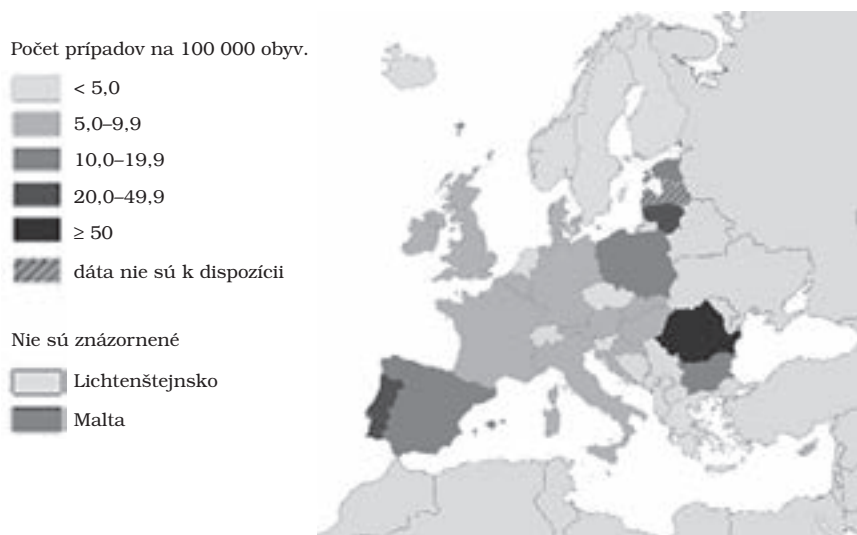 Počet prípadov na 100 000 obyv.
< 5,0
5,0–9,9
10,0–19,9
20,0–49,9
≥ 50
dáta nie sú k dispozícii
Nie sú znázornené
Lichtenštejnsko
Malta